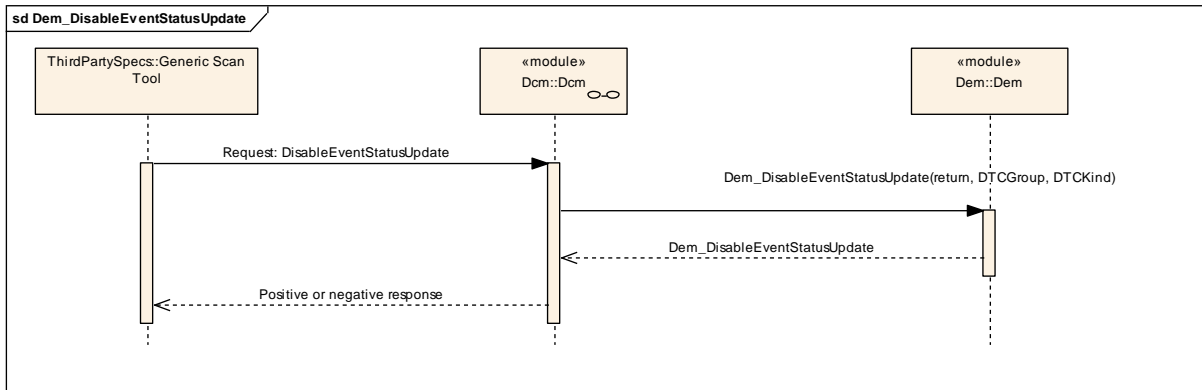 sd Dem_DisableEventStatusUpdate
ThirdPartySpecs::Generic Scan
Tool
«module»
Dcm::Dcm
«module»
Dem::Dem
Request: DisableEventStatusUpdate
Dem_DisableEventStatusUpdate(return, DTCGroup, DTCKind)
Dem_DisableEventStatusUpdate
Positive or negative response